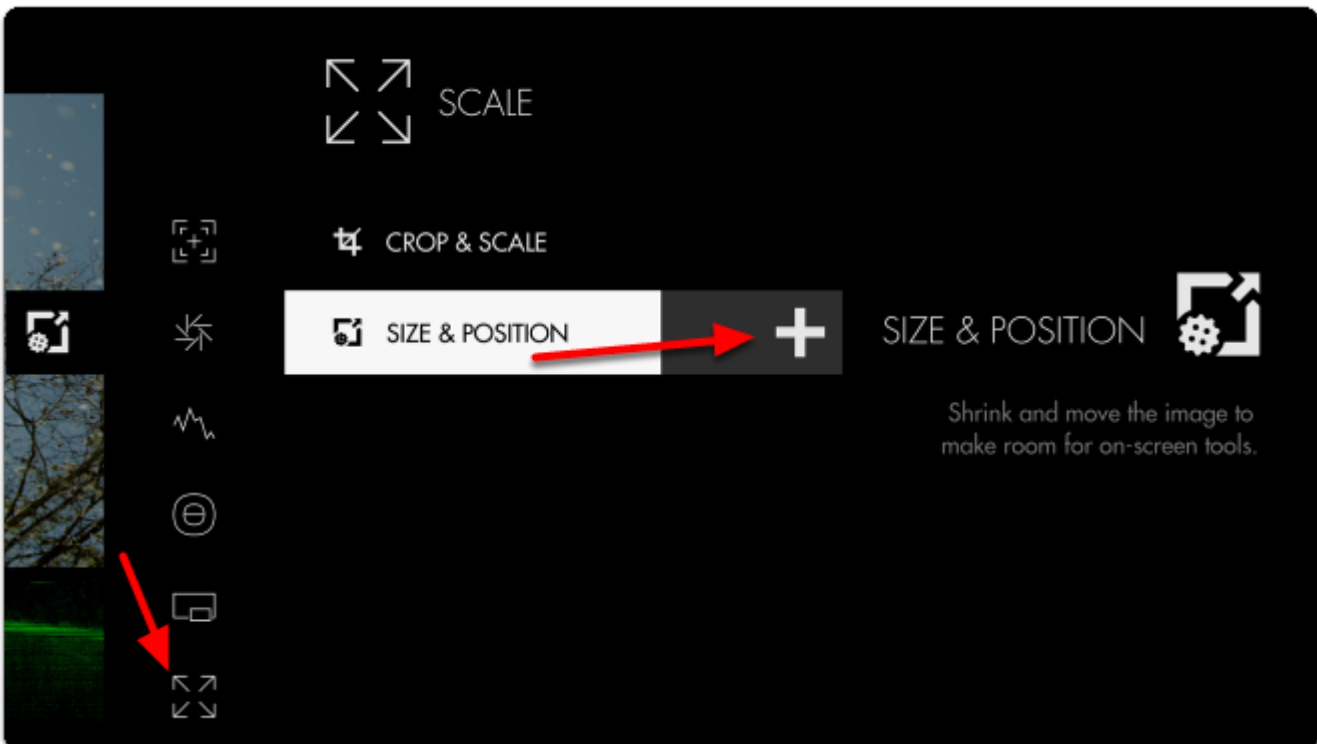 SCALE
CROP & SCALE
SIZE & POSITION
SIZE & POSITION
Shrink and move the image to
make room for on-screen tools.